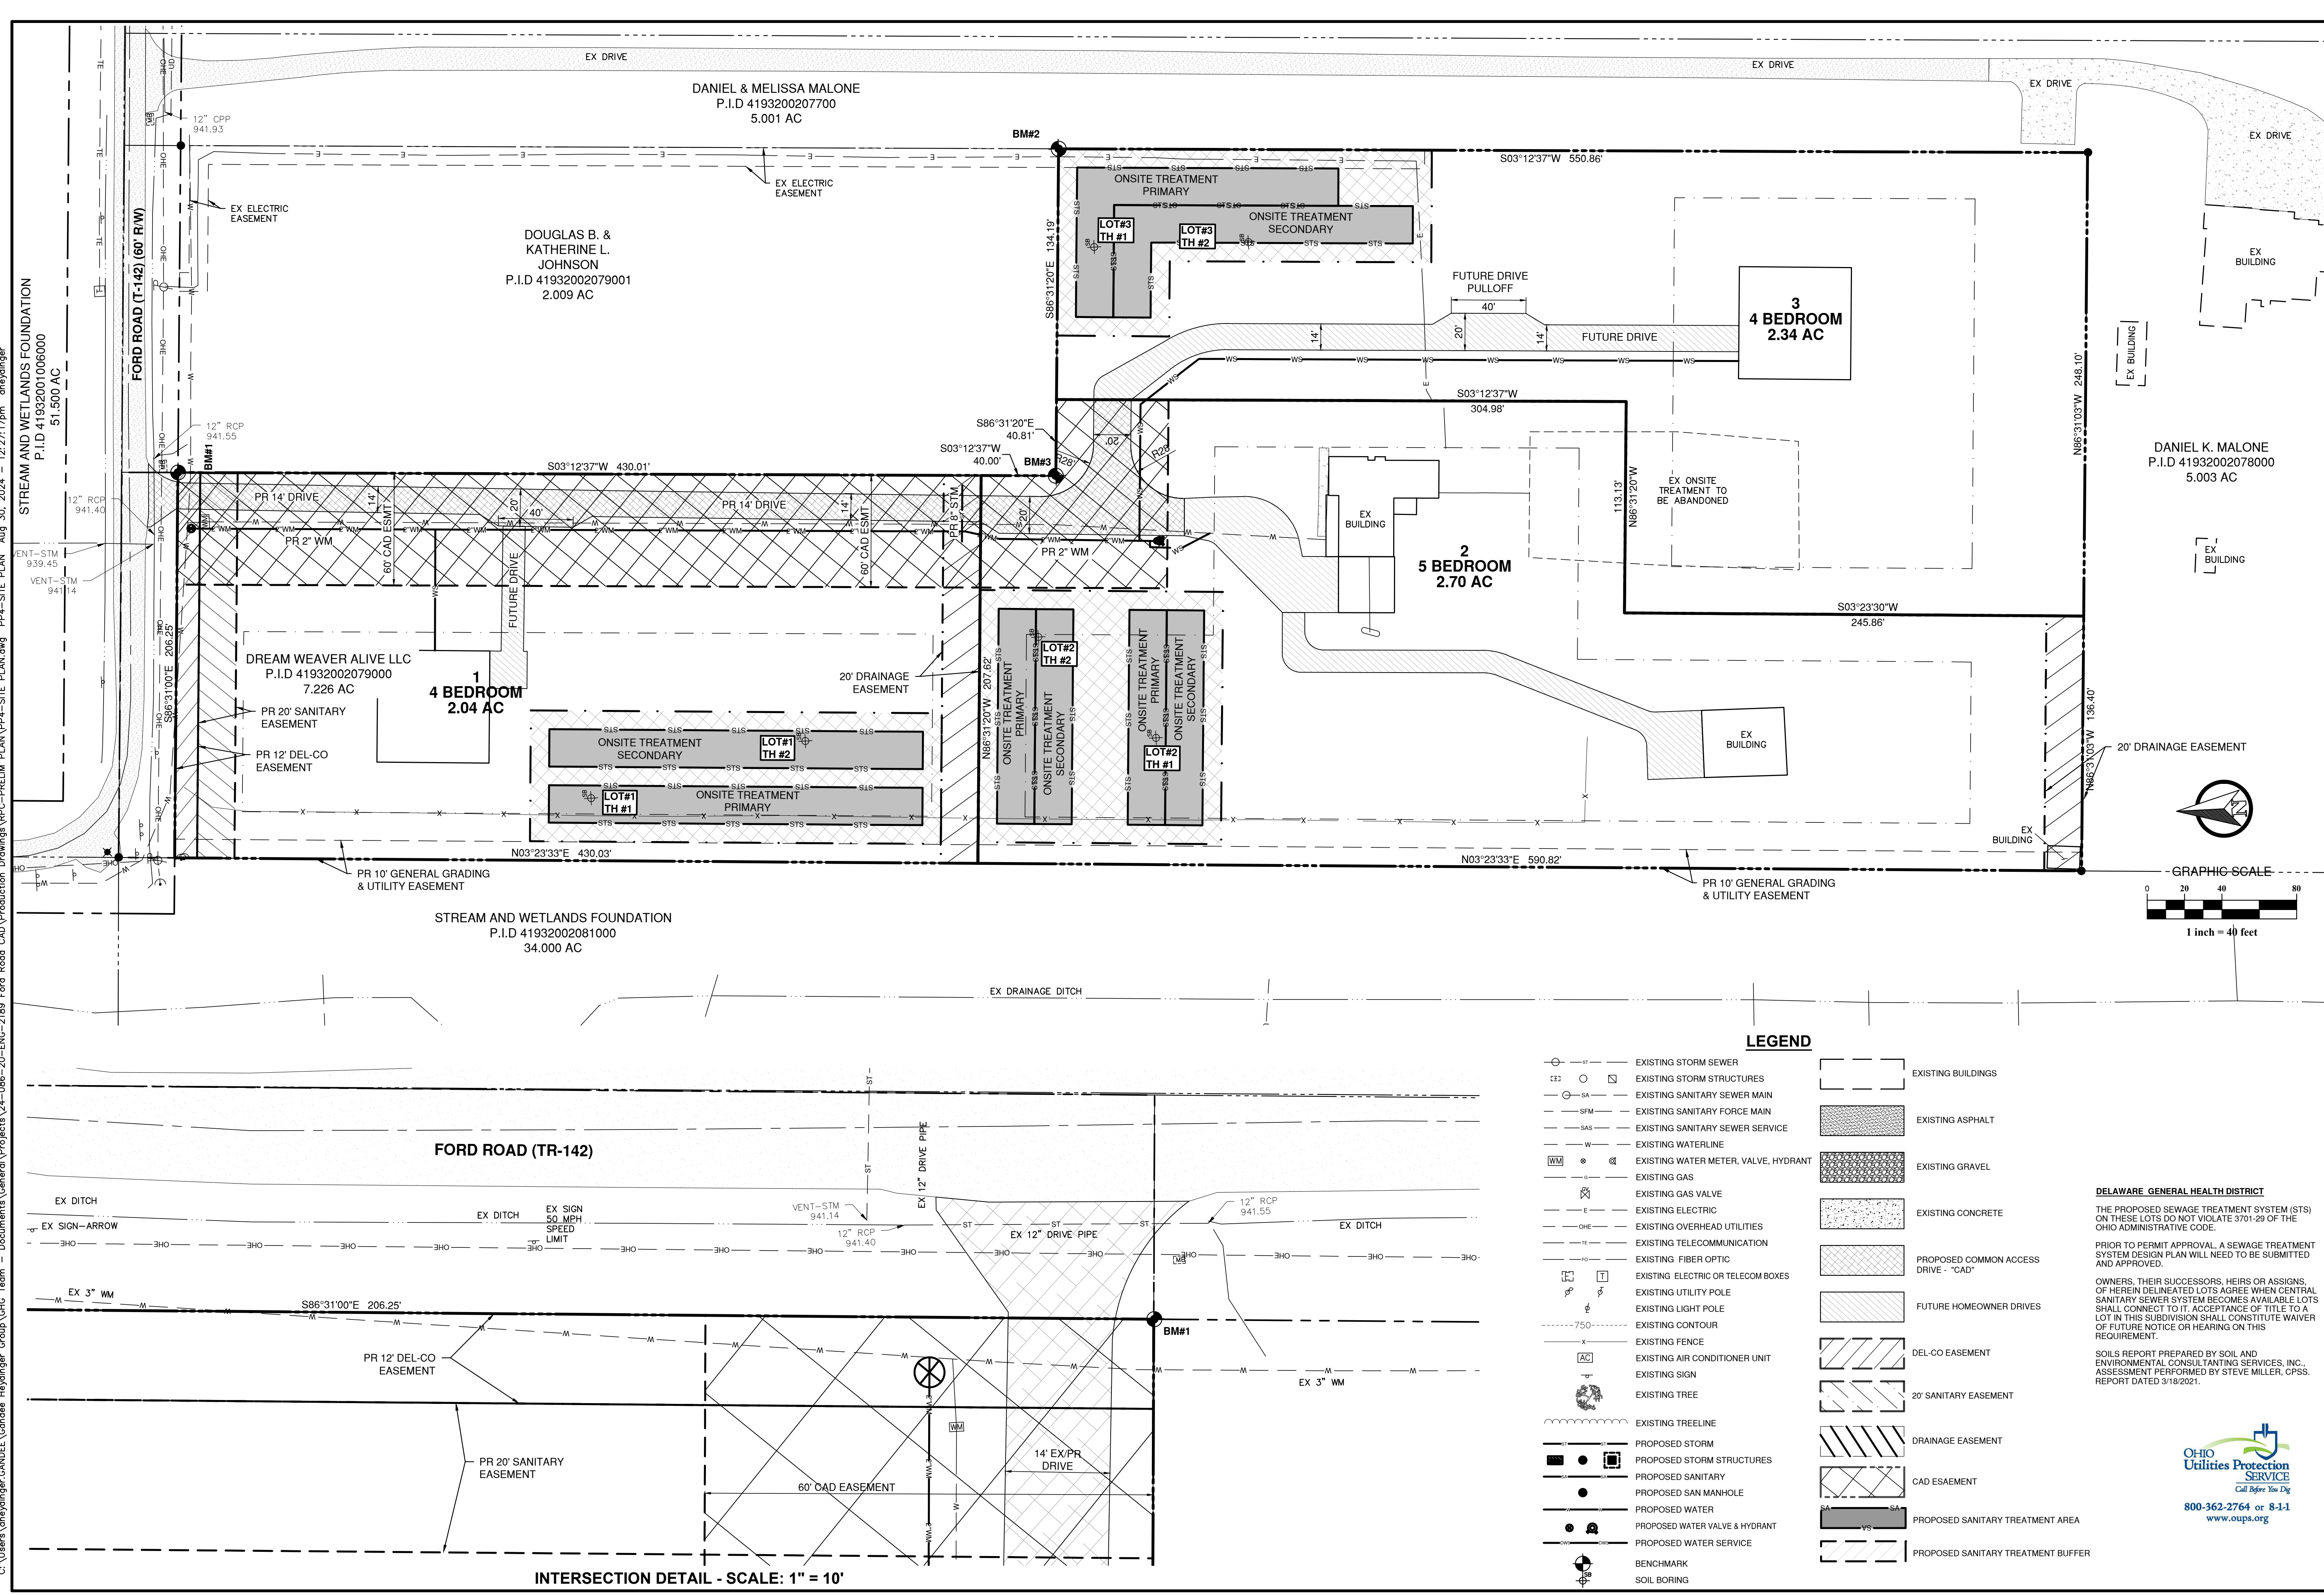 EX DRIVE
EX DRIVE
EX DRIVE
EX DRIVE
DANIEL & MELISSA MALONE
P.I.D 4193200207700
5.001 AC
12" CPP
941.93
BM#2
S03°12'37"W 550.86'
EX ELECTRIC
EASEMENT
EX ELECTRIC
EASEMENT
FORD ROAD (T-142) (60' R/W)
STREAM AND WETLANDS FOUNDATION
P.I.D 41932001006000
51.500 AC
DOUGLAS B. &
KATHERINE L.
JOHNSON
P.I.D 41932002079001
2.009 AC
S86°31'20"E 134.19'
ONSITE TREATMENT
PRIMARY
ONSITE TREATMENT
SECONDARY
LOT#3
TH #1
LOT#3
TH #2
FUTURE DRIVE
PULLOFF
40'
14'
20'
14'
FUTURE DRIVE
3
4 BEDROOM
2.34 AC
EX
BUILDING
EX BUILDING
N86°31'03"W 248.10'
DANIEL K. MALONE
P.I.D 41932002078000
5.003 AC
EX
BUILDING
S03°12'37"W
304.98'
113.13'
N86°31'20"W
EX ONSITE
TREATMENT TO
BE ABANDONED
S86°31'20"E
40.81'
S03°12'37"W
40.00'
BM#3
R28'
R28'
20'
12" RCP
941.55
BM#1
12" RCP
941.40
VENT-STM
939.45
VENT-STM
941.14
S03°12'37"W 430.01'
PR 14' DRIVE
14'
60' CAD ESMT
20'
40'
PR 14' DRIVE
14'
60' CAD ESMT
PR 8" STM
20'
PR 2" WM
PR 2" WM
FUTURE DRIVE
EX
BUILDING
2
5 BEDROOM
2.70 AC
S03°23'30"W
245.86'
S86°31'00"E 206.25'
DREAM WEAVER ALIVE LLC
P.I.D 41932002079000
7.226 AC
1
4 BEDROOM
2.04 AC
PR 20' SANITARY
EASEMENT
PR 12' DEL-CO
EASEMENT
20' DRAINAGE
EASEMENT
N86°31'20"W 207.62'
ONSITE TREATMENT
PRIMARY
ONSITE TREATMENT
SECONDARY
LOT#2
TH #2
ONSITE TREATMENT
PRIMARY
ONSITE TREATMENT
SECONDARY
LOT#2
TH #1
ONSITE TREATMENT
SECONDARY
LOT#1
TH #2
LOT#1
TH #1
ONSITE TREATMENT
PRIMARY
EX
BUILDING
N86°31'03"W 136.40'
20' DRAINAGE EASEMENT
EX
BUILDING
N03°23'33"E 430.03'
N03°23'33"E 590.82'
PR 10' GENERAL GRADING
& UTILITY EASEMENT
PR 10' GENERAL GRADING
& UTILITY EASEMENT
GRAPHIC SCALE
0 20 40 80
1 inch = 40 feet
STREAM AND WETLANDS FOUNDATION
P.I.D 41932002081000
34.000 AC
EX DRAINAGE DITCH
FORD ROAD (TR-142)
EX 12" DRIVE PIPE
EX DITCH
EX SIGN-ARROW
EX DITCH
EX SIGN
50 MPH
SPEED
LIMIT
VENT-STM
941.14
12" RCP
941.40
EX 12" DRIVE PIPE
12" RCP
941.55
EX DITCH
EX 3" WM
S86°31'00"E 206.25'
BM#1
PR 12' DEL-CO
EASEMENT
EX 3" WM
WM
PR 20' SANITARY
EASEMENT
14' EX/PR
DRIVE
60' CAD EASEMENT
INTERSECTION DETAIL - SCALE: 1" = 10'
LEGEND
EXISTING STORM SEWER
EXISTING STORM STRUCTURES
EXISTING SANITARY SEWER MAIN
EXISTING SANITARY FORCE MAIN
EXISTING SANITARY SEWER SERVICE
EXISTING WATERLINE
EXISTING WATER METER, VALVE, HYDRANT
EXISTING GAS
EXISTING GAS VALVE
EXISTING ELECTRIC
EXISTING OVERHEAD UTILITIES
EXISTING TELECOMMUNICATION
EXISTING FIBER OPTIC
EXISTING ELECTRIC OR TELECOM BOXES
EXISTING UTILITY POLE
EXISTING LIGHT POLE
750 EXISTING CONTOUR
EXISTING FENCE
AC EXISTING AIR CONDITIONER UNIT
EXISTING SIGN
EXISTING TREE
EXISTING TREELINE
PROPOSED STORM
PROPOSED STORM STRUCTURES
PROPOSED SANITARY
PROPOSED SAN MANHOLE
PROPOSED WATER
PROPOSED WATER VALVE & HYDRANT
PROPOSED WATER SERVICE
BENCHMARK
SOIL BORING
EXISTING BUILDINGS
EXISTING ASPHALT
EXISTING GRAVEL
EXISTING CONCRETE
PROPOSED COMMON ACCESS
DRIVE - "CAD"
FUTURE HOMEOWNER DRIVES
DEL-CO EASEMENT
20' SANITARY EASEMENT
DRAINAGE EASEMENT
CAD ESAEMENT
PROPOSED SANITARY TREATMENT AREA
PROPOSED SANITARY TREATMENT BUFFER
DELAWARE GENERAL HEALTH DISTRICT
THE PROPOSED SEWAGE TREATMENT SYSTEM (STS)
ON THESE LOTS DO NOT VIOLATE 3701-29 OF THE
OHIO ADMINISTRATIVE CODE.
PRIOR TO PERMIT APPROVAL, A SEWAGE TREATMENT
SYSTEM DESIGN PLAN WILL NEED TO BE SUBMITTED
AND APPROVED.
OWNERS, THEIR SUCCESSORS, HEIRS OR ASSIGNS,
OF HEREIN DELINEATED LOTS AGREE WHEN CENTRAL
SANITARY SEWER SYSTEM BECOMES AVAILABLE LOTS
SHALL CONNECT TO IT. ACCEPTANCE OF TITLE TO A
LOT IN THIS SUBDIVISION SHALL CONSTITUTE WAIVER
OF FUTURE NOTICE OR HEARING ON THIS
REQUIREMENT.
SOILS REPORT PREPARED BY SOIL AND
ENVIRONMENTAL CONSULTANTING SERVICES, INC.,
ASSESSMENT PERFORMED BY STEVE MILLER, CPSS.
REPORT DATED 3/18/2021.
OHIO
Utilities Protection
SERVICE
Call Before You Dig
800-362-2764 or 8-1-1
www.oups.org